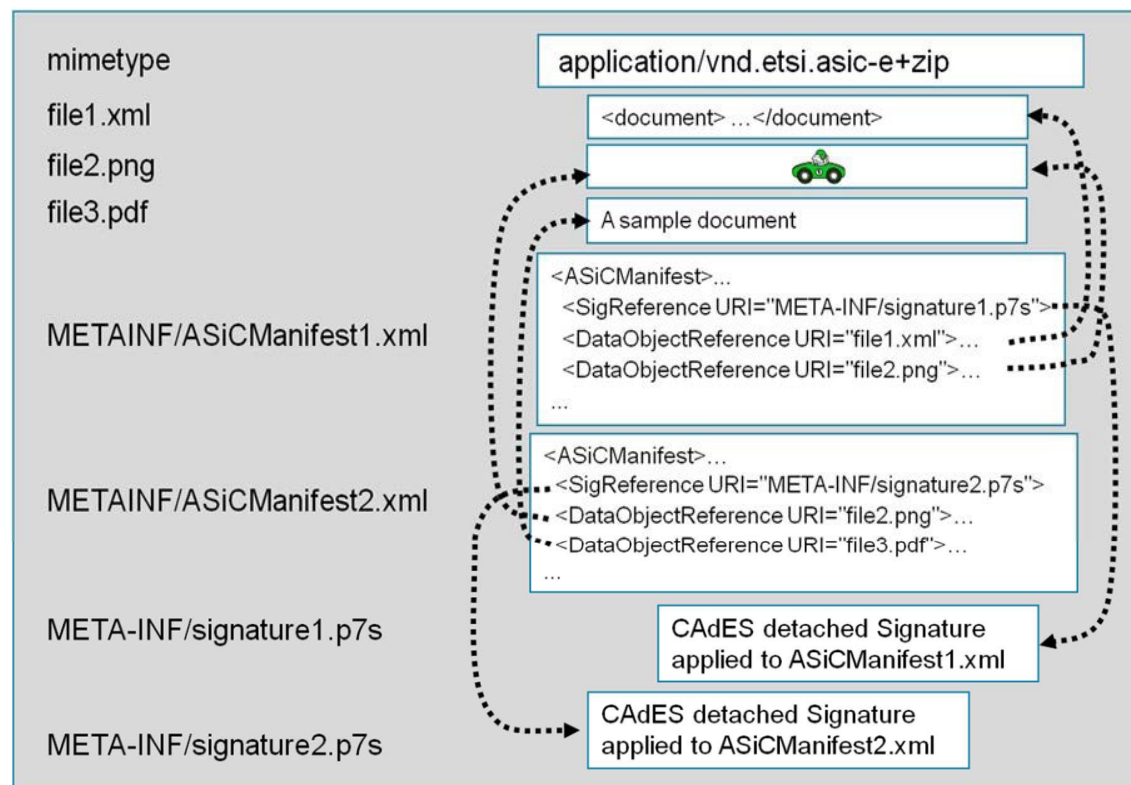 mimetype
application/vnd.etsi.asic-e+zip
file1.xml
<document> …</document>
file2.png
file3.pdf
A sample document
METAINF/ASiCManifest1.xml
<ASiCManifest>...
<SigReference URI="META-INF/signature1.p7s">
<DataObjectReference URI="file1.xml">…
<DataObjectReference URI="file2.png">…
...
METAINF/ASiCManifest2.xml
<ASiCManifest>…
<SigReference URI="META-INF/signature2.p7s">
<DataObjectReference URI="file2.png">…
<DataObjectReference URI="file3.pdf">…
...
META-INF/signature1.p7s
CAdES detached Signature
applied to ASiCManifest1.xml
META-INF/signature2.p7s
CAdES detached Signature
applied to ASiCManifest2.xml